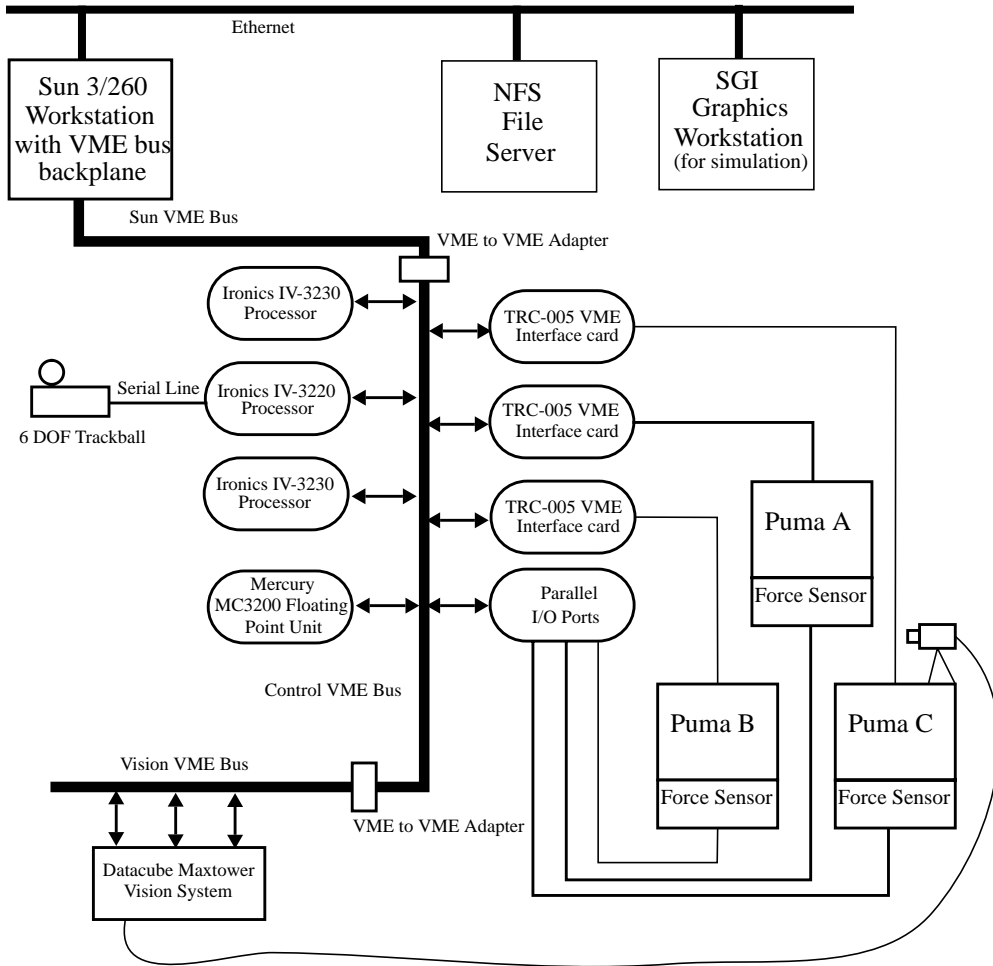 Ethernet
Sun 3/260
Workstation
with VME bus
backplane
NFS
File
Server
SGI
Graphics
Workstation
(for simulation)
Sun VME Bus
VME to VME Adapter
Ironics IV-3230
Processor
TRC-005 VME
Interface card
Serial Line
6 DOF Trackball
Ironics IV-3220
Processor
TRC-005 VME
Interface card
Ironics IV-3230
Processor
TRC-005 VME
Interface card
Puma A
Force Sensor
Mercury
MC3200 Floating
Point Unit
Parallel
I/O Ports
Control VME Bus
Puma B
Force Sensor
Puma C
Force Sensor
Vision VME Bus
VME to VME Adapter
Datacube Maxtower
Vision System